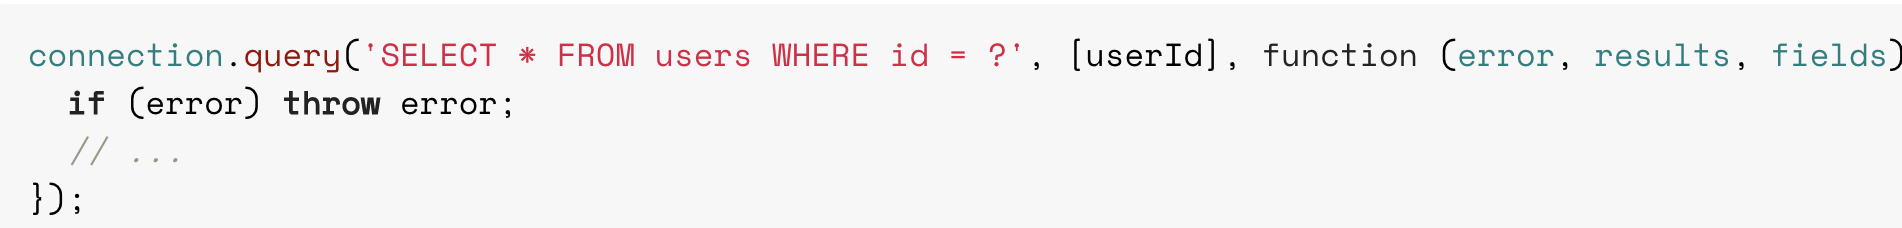 connection.query('SELECT * FROM users WHERE id = ?', [userId], function (error, results, fields)
  if (error) throw error;
  // ...
});